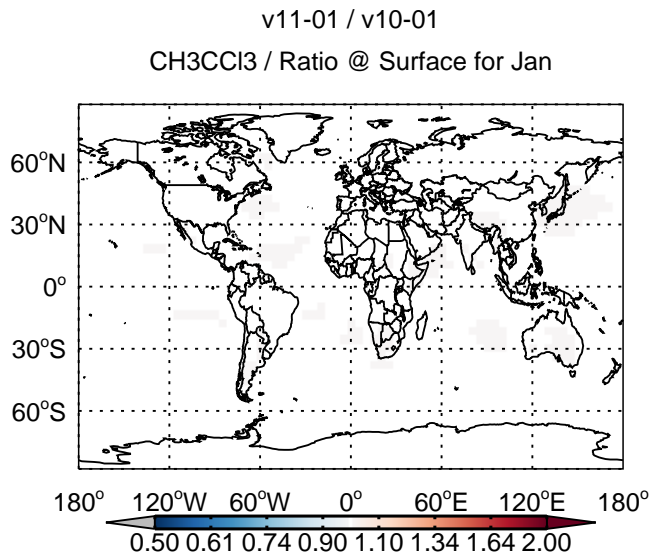 v11-01 / v10-01
CH3CCl3 / Ratio @ Surface for Jan
60°N
30°N
0°
30°S
60°S
180° 120°W 60°W 0° 60°E 120°E 180°
0.50 0.61 0.74 0.90 1.10 1.34 1.64 2.00